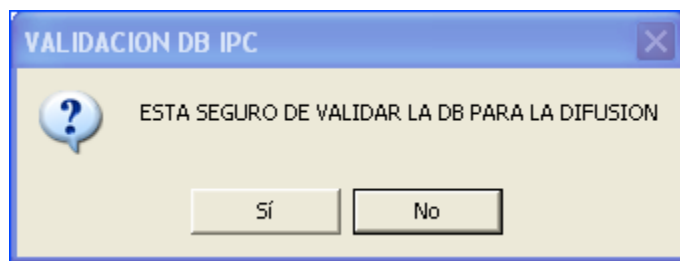 VALIDACION DB IPC
ESTA SEGURO DE VALIDAR LA DB PARA LA DIFUSION
Sí
No